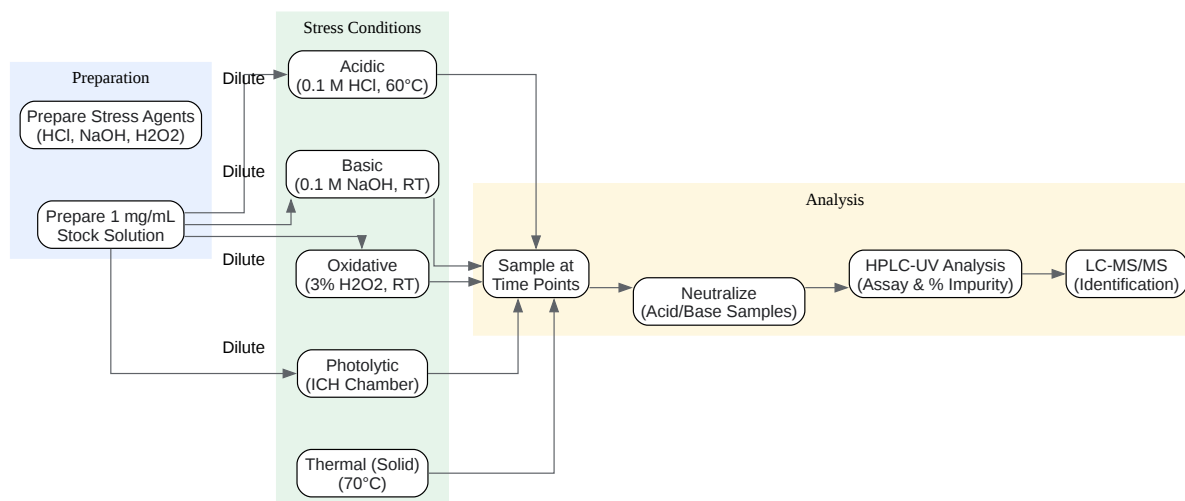 Preparation
Prepare Stress Agents
(HCl, NaOH, H2O2)
Prepare 1 mg/mL
Stock Solution
Dilute
Dilute
Dilute
Dilute
Stress Conditions
Acidic
(0.1 M HCl, 60°C)
Basic
(0.1 M NaOH, RT)
Oxidative
(3% H2O2, RT)
Photolytic
(ICH Chamber)
Thermal (Solid)
(70°C)
Analysis
Sample at
Time Points
Neutralize
(Acid/Base Samples)
HPLC-UV Analysis
(Assay & % Impurity)
LC-MS/MS
(Identification)